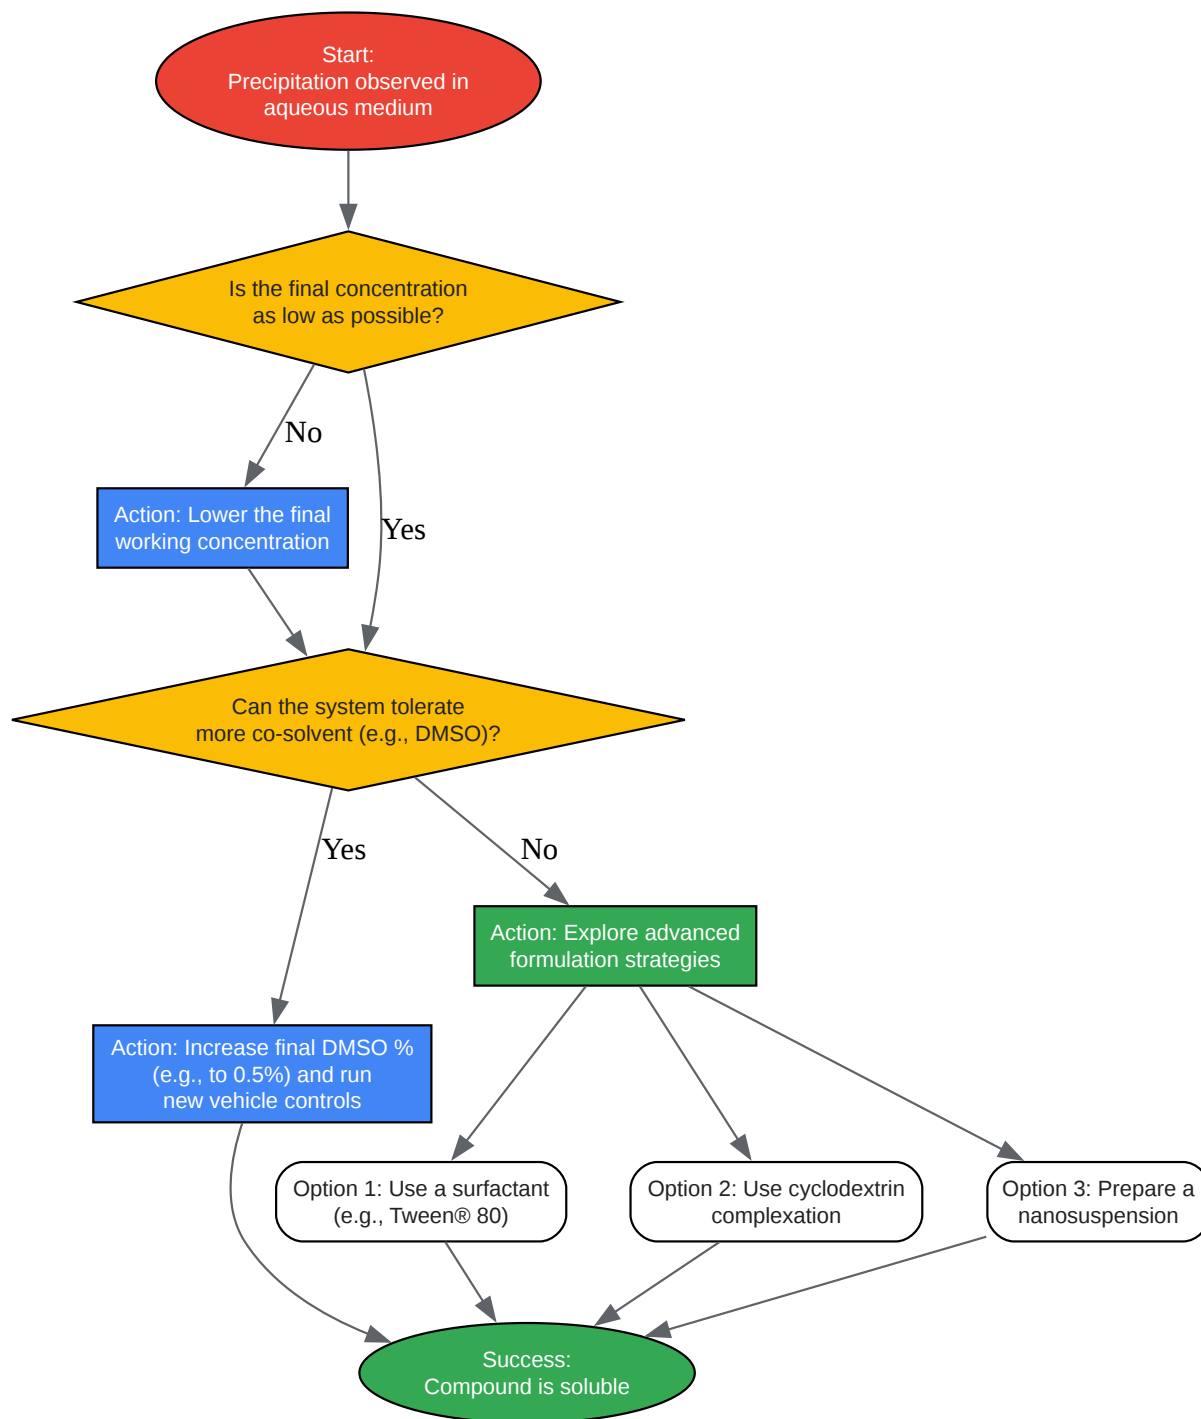 Start:
Precipitation observed in
aqueous medium
Is the final concentration
as low as possible?
No
Action: Lower the final
working concentration
Yes
Can the system tolerate
more co-solvent (e.g., DMSO)?
Yes
No
Action: Explore advanced
formulation strategies
Action: Increase final DMSO %
(e.g., to 0.5%) and run
new vehicle controls
Option 1: Use a surfactant
(e.g., Tween® 80)
Option 2: Use cyclodextrin
complexation
Option 3: Prepare a
nanosuspension
Success:
Compound is soluble